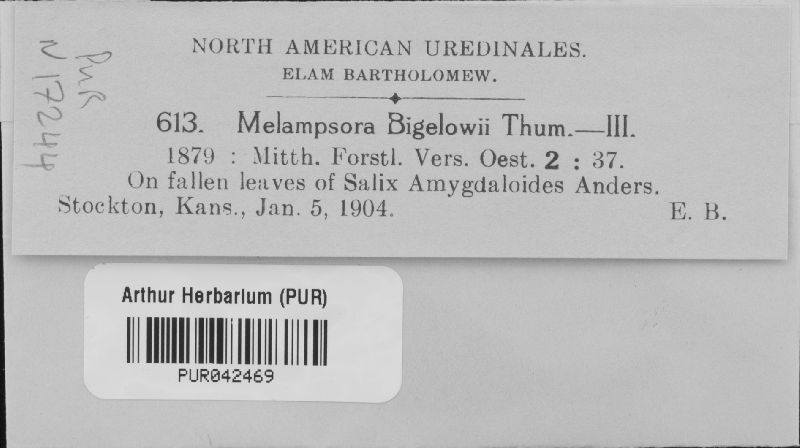 PUR
N17244
NORTH AMERICAN UREDINALES.
ELAM BARTHOLOMEW.
613. Melampsora Bigelowii Thum.—III.
1879 : Mitth. Forstl. Vers. Oest. 2 : 37.
On fallen leaves of Salix Amygdaloides Anders.
Stockton, Kans., Jan. 5, 1904.
E. B.
Arthur Herbarium (PUR)
PUR042469